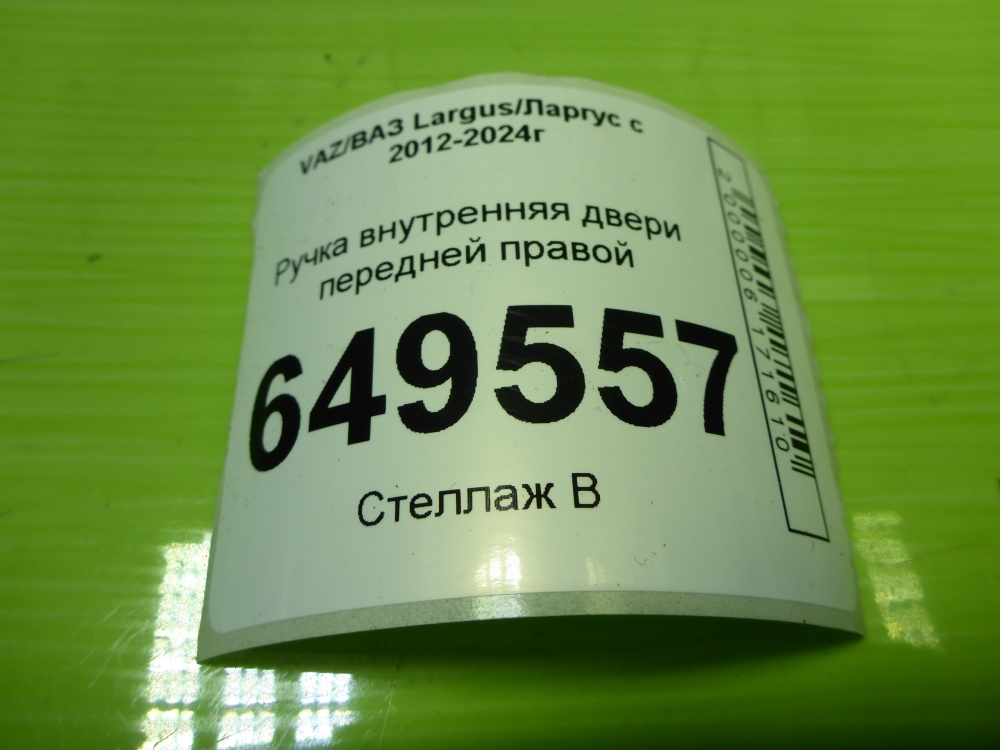 VAZ/ВАЗ Largus/Ларгус с
2012-2024г
Ручка внутренняя двери
передней правой
649557
Стеллаж В
2000006171610